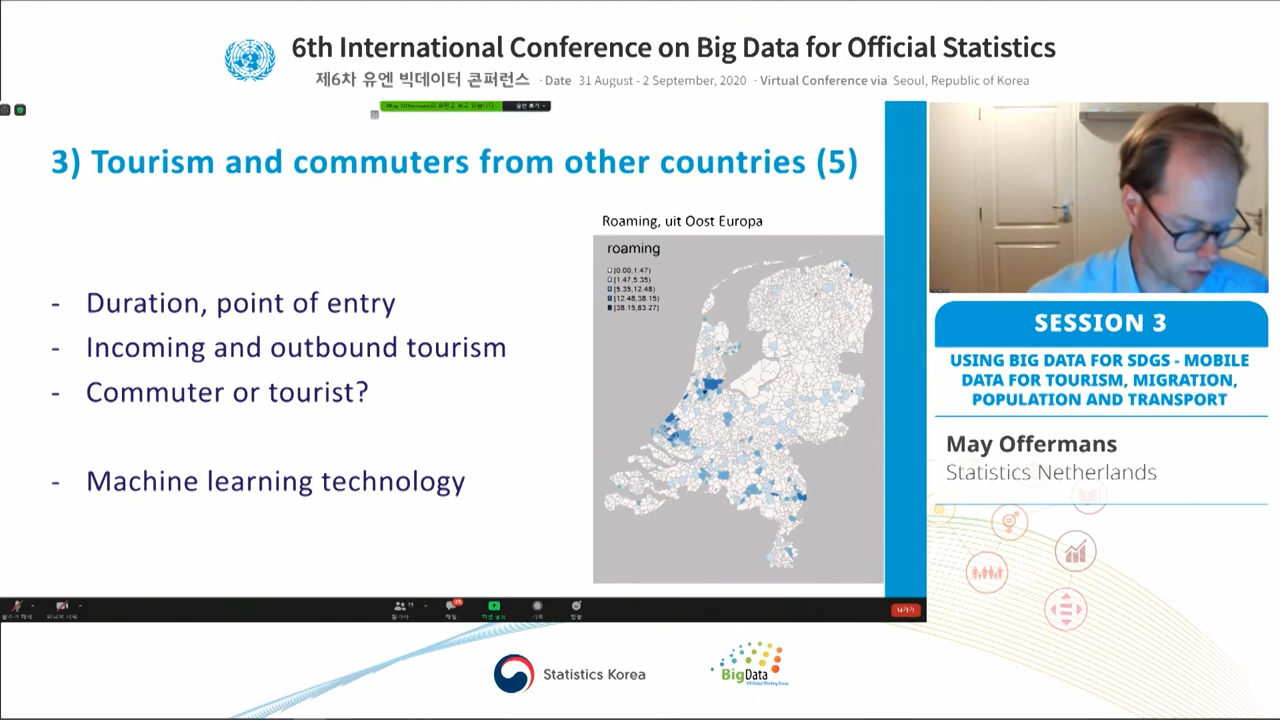 6th International Conference on Big Data for Official Statistics
제6차 유엔 빅데이터 콘퍼런스 · Date 31 August - 2 September, 2020 · Virtual Conference via Seoul, Republic of Korea
3) Tourism and commuters from other countries (5)
Roaming, uit Oost Europa
roaming
[0.00,1.47)
[1.47,5.35)
[5.35,12.48)
[12.48,38.15)
[38.15,83.27]
- Duration, point of entry
- Incoming and outbound tourism
- Commuter or tourist?
- Machine learning technology
SESSION 3
USING BIG DATA FOR SDGS - MOBILE
DATA FOR TOURISM, MIGRATION,
POPULATION AND TRANSPORT
May Offermans
Statistics Netherlands
나가기
Statistics Korea
BigData